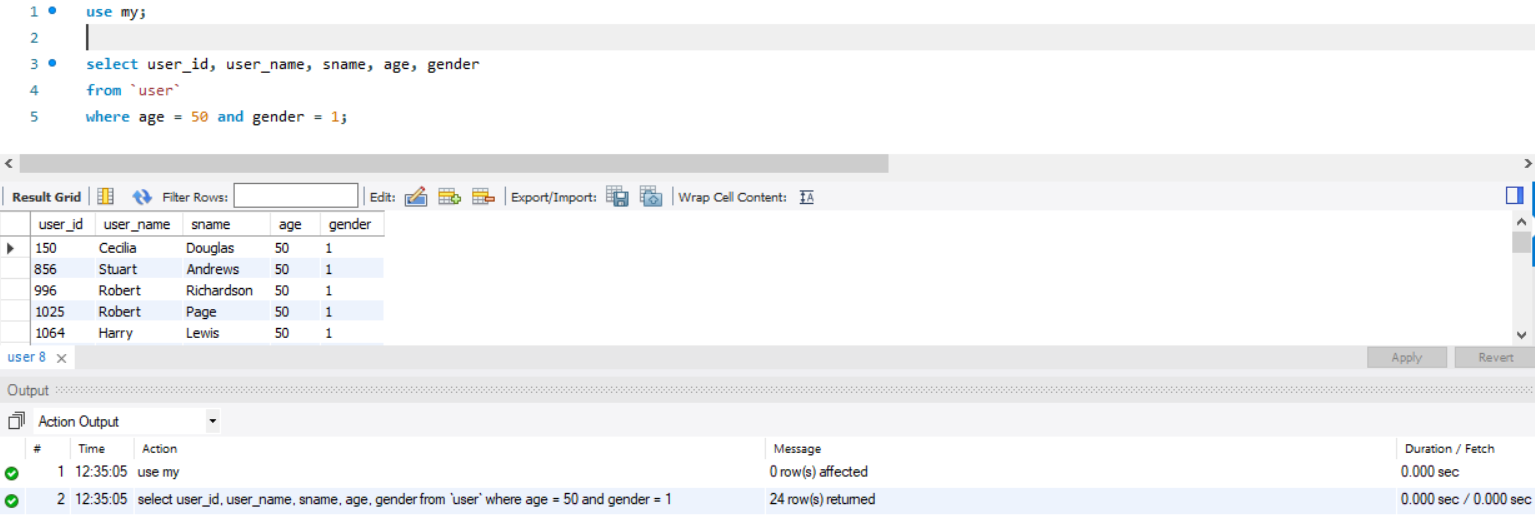 1 use my;
2
3 select user_id, user_name, sname, age, gender
4 from `user`
5 where age = 50 and gender = 1;
Result Grid Filter Rows: Edit: Export/Import: Wrap Cell Content:
user_id user_name sname age gender
150 Cecilia Douglas 50 1
856 Stuart Andrews 50 1
996 Robert Richardson 50 1
1025 Robert Page 50 1
1064 Harry Lewis 50 1
user 8 Apply Revert
Output
Action Output
# Time Action Message Duration / Fetch
1 12:35:05 use my 0 row(s) affected 0.000 sec
2 12:35:05 select user_id, user_name, sname, age, gender from `user` where age = 50 and gender = 1 24 row(s) returned 0.000 sec / 0.000 sec